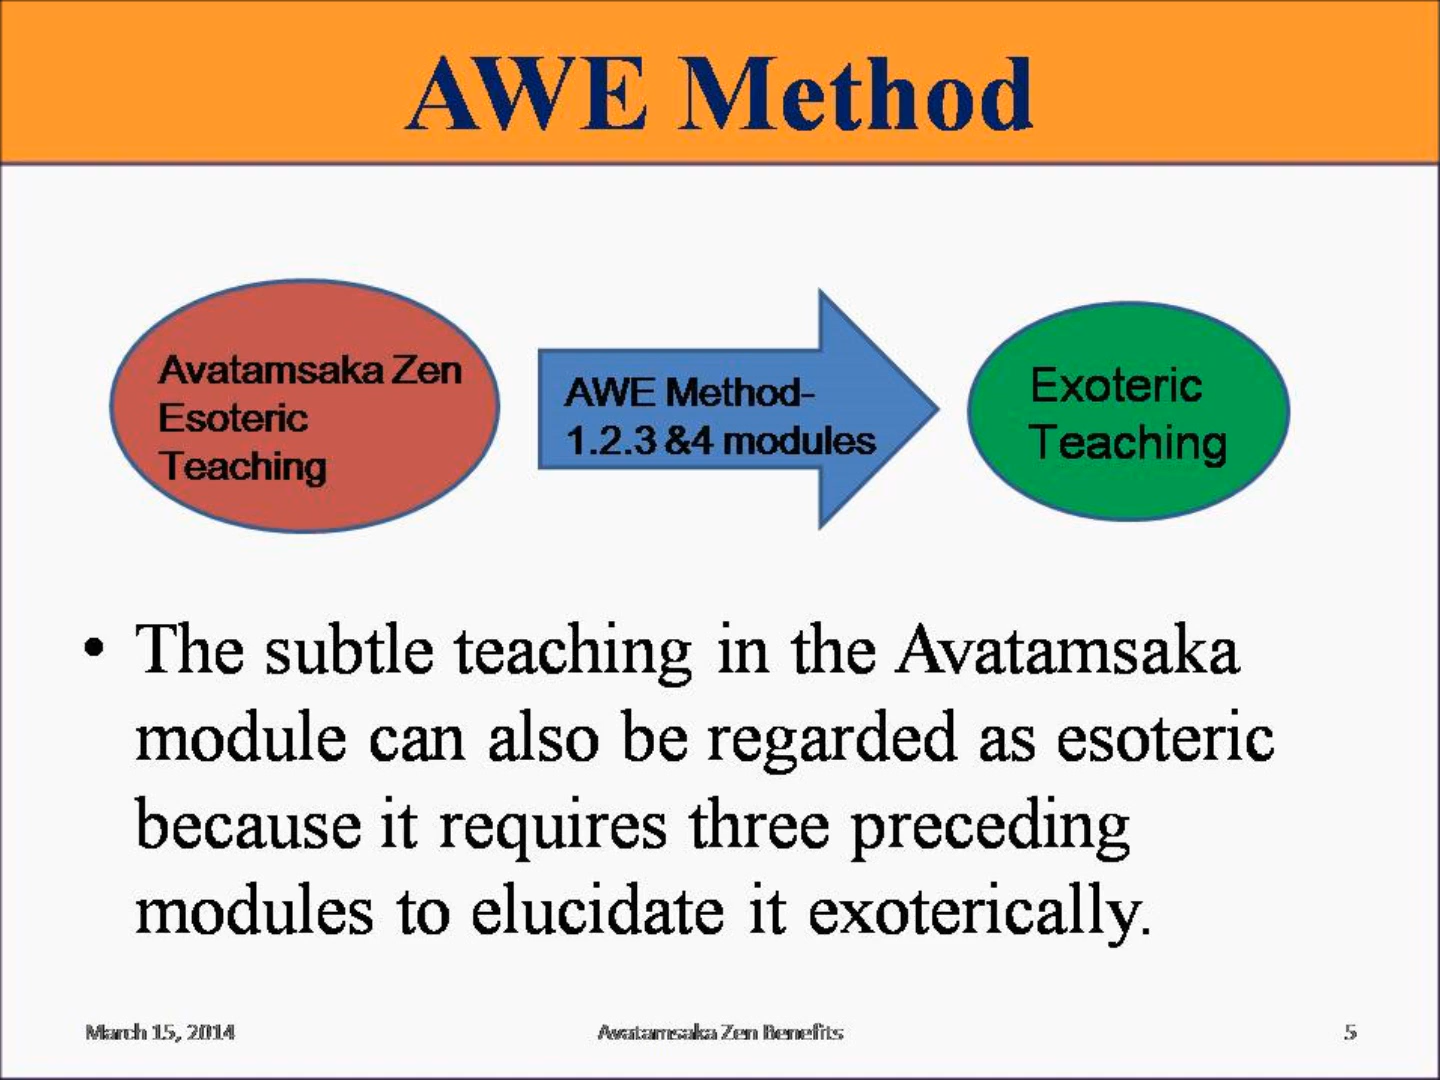 AWE Method
Avatamsaka Zen
Esoteric
Teaching
AWE Method-
1.2.3 &4 modules
Exoteric
Teaching
• The subtle teaching in the Avatamsaka
module can also be regarded as esoteric
because it requires three preceding
modules to elucidate it exoterically.
March 15, 2014
Avatamsaka Zen Benefits
5